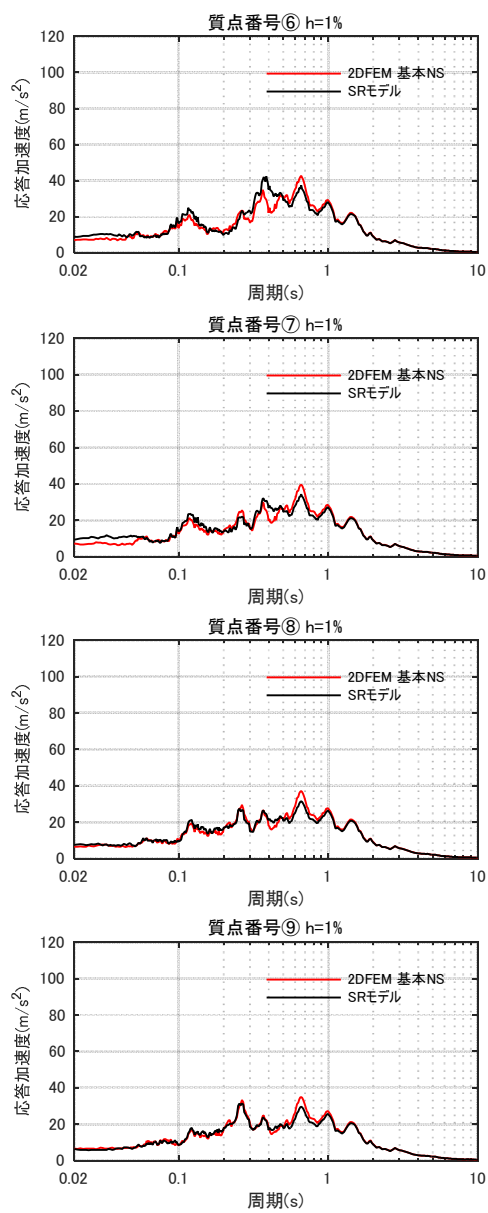 質点番号⑥ h=1%
120
100
80
60
40
20
0
応答加速度(m/s²)
2DFEM 基本NS
SRモデル
0.02 0.1 1 10
周期(s)
質点番号⑦ h=1%
120
100
80
60
40
20
0
応答加速度(m/s²)
2DFEM 基本NS
SRモデル
0.02 0.1 1 10
周期(s)
質点番号⑧ h=1%
120
100
80
60
40
20
0
応答加速度(m/s²)
2DFEM 基本NS
SRモデル
0.02 0.1 1 10
周期(s)
質点番号⑨ h=1%
120
100
80
60
40
20
0
応答加速度(m/s²)
2DFEM 基本NS
SRモデル
0.02 0.1 1 10
周期(s)